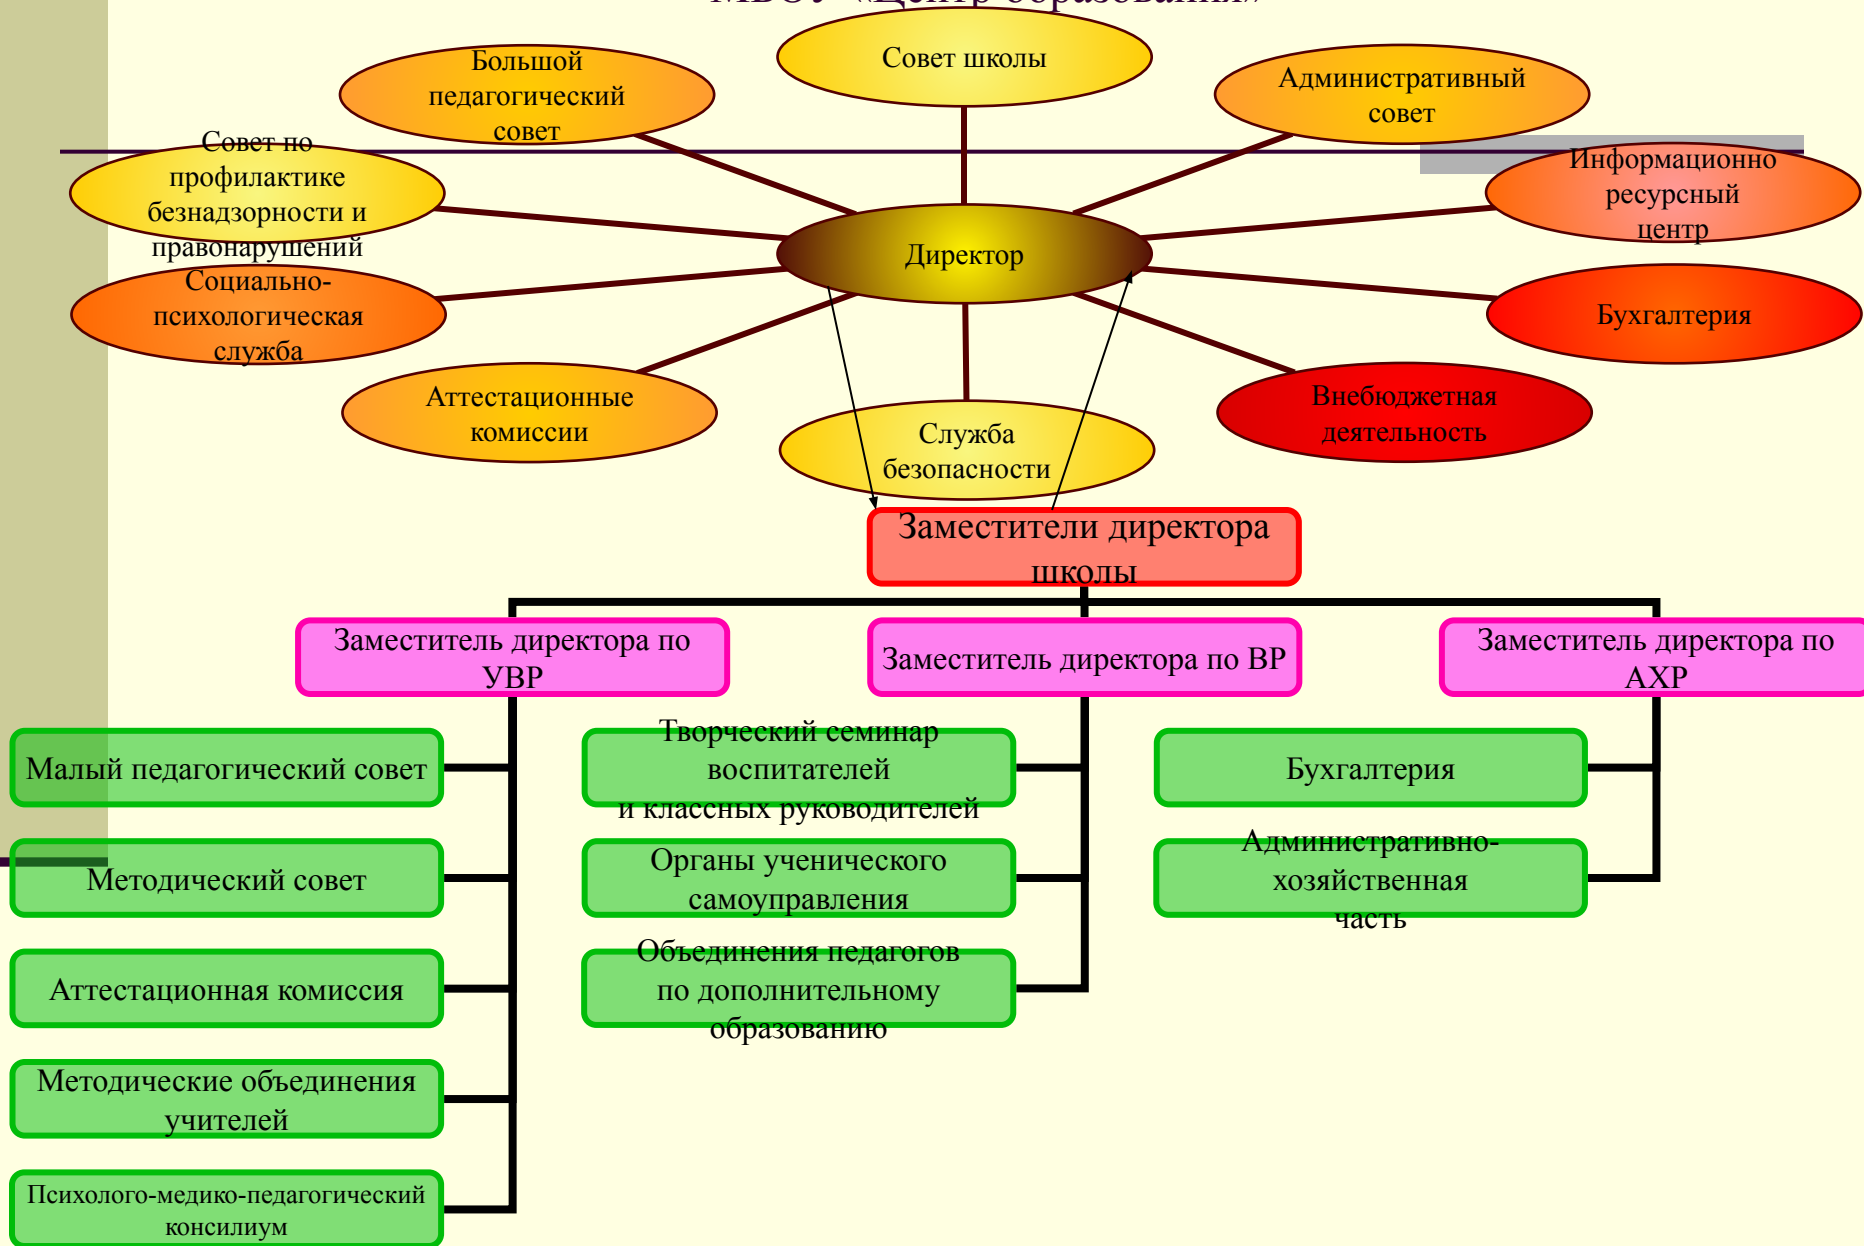 МБОУ «Центр образования»
Совет школы
Большой
педагогический
совет
Административный
совет
Совет по
профилактике
безнадзорности и
правонарушений
Информационно
ресурсный
центр
Директор
Социально-
психологическая
служба
Бухгалтерия
Аттестационные
комиссии
Внебюджетная
деятельность
Служба
безопасности
Заместители директора
школы
Заместитель директора по
УВР
Заместитель директора по ВР
Заместитель директора по
АХР
Малый педагогический совет
Методический совет
Аттестационная комиссия
Методические объединения
учителей
Психолого-медико-педагогический
консилиум
Творческий семинар
воспитателей
и классных руководителей
Органы ученического
самоуправления
Объединения педагогов
по дополнительному
образованию
Бухгалтерия
Административно-
хозяйственная
часть